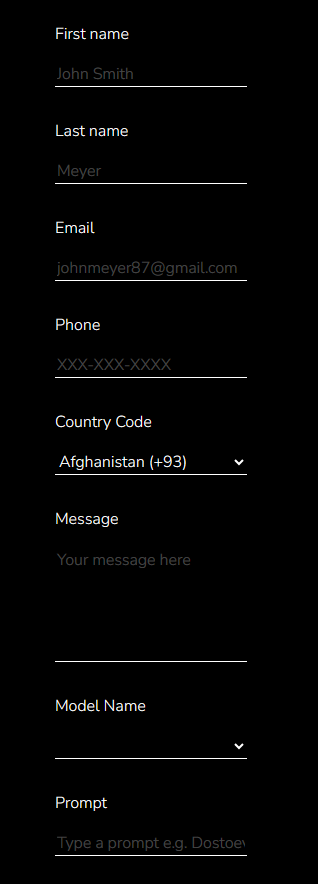 First name
John Smith
Last name
Meyer
Email
johnmeyer87@gmail.com
Phone
XXX-XXX-XXXX
Country Code
Afghanistan (+93)
Message
Your message here
Model Name
Prompt
Type a prompt e.g. Dostoev